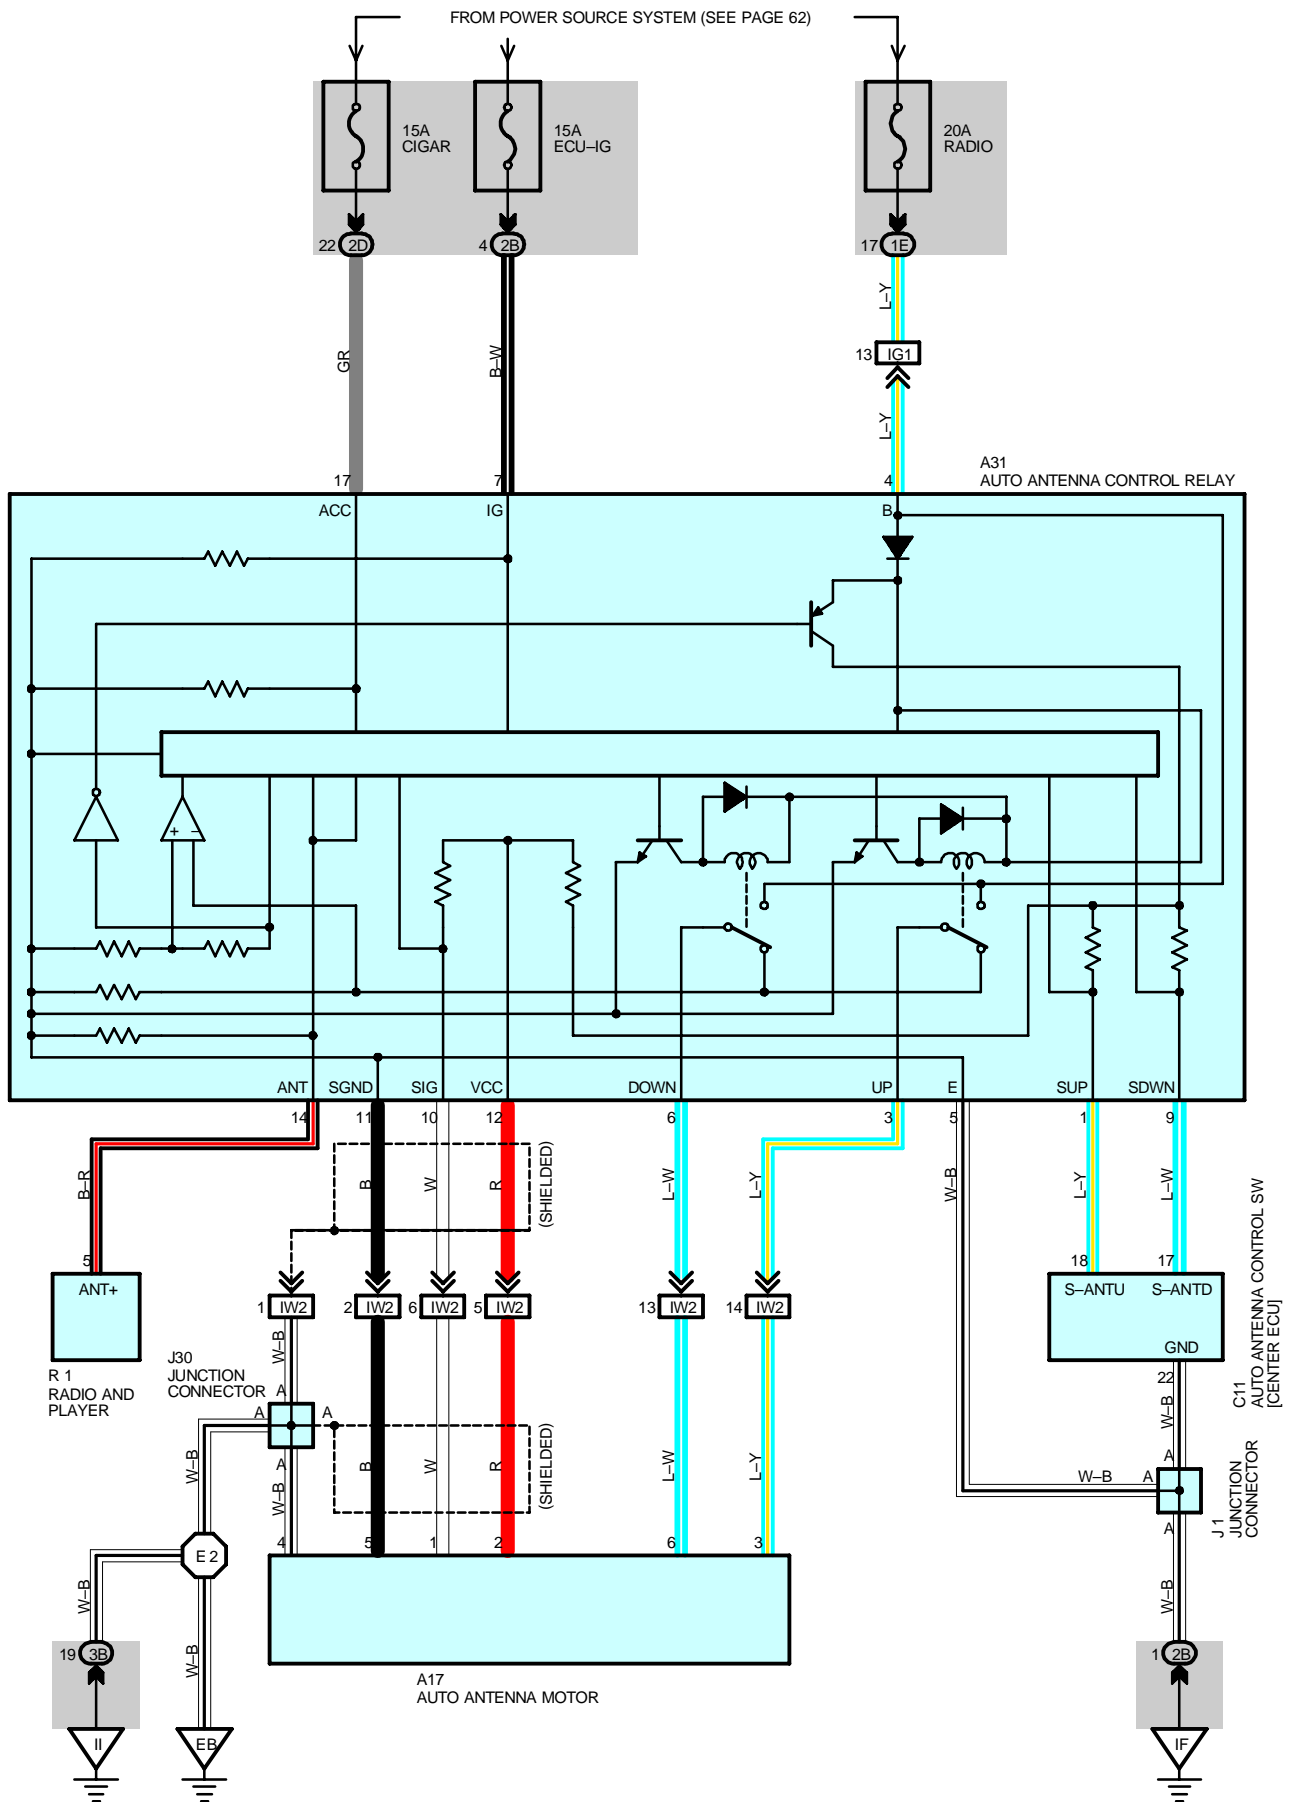 FROM POWER SOURCE SYSTEM (SEE PAGE 62)
15A
CIGAR
15A
ECU–IG
20A
RADIO
22 2D
4 2B
17 1E
L–Y
GR
B–W
13 IG1
L–Y
A31
AUTO ANTENNA CONTROL RELAY
17
7
4
ACC
IG
B
+ –
ANT
SGND
SIG
VCC
DOWN
UP
E
SUP
SDWN
14
11
10
12
6
3
5
1
9
B–R
B
W
R
(SHIELDED)
L–W
L–Y
W–B
L–Y
L–W
5
ANT+
R 1
RADIO AND
PLAYER
18
17
S–ANTU
S–ANTD
GND
C11
AUTO ANTENNA CONTROL SW
[CENTER ECU]
1 IW2
2 IW2
6 IW2
5 IW2
13 IW2
14 IW2
W–B
J30
JUNCTION
CONNECTOR
A
A
A
A
22
W–B
A
W–B
A
A
J 1
JUNCTION
CONNECTOR
W–B
W–B
B
W
R
(SHIELDED)
L–W
L–Y
4
5
1
2
6
3
E 2
W–B
W–B
W–B
A17
AUTO ANTENNA MOTOR
19 3B
1 2B
II
EB
IF